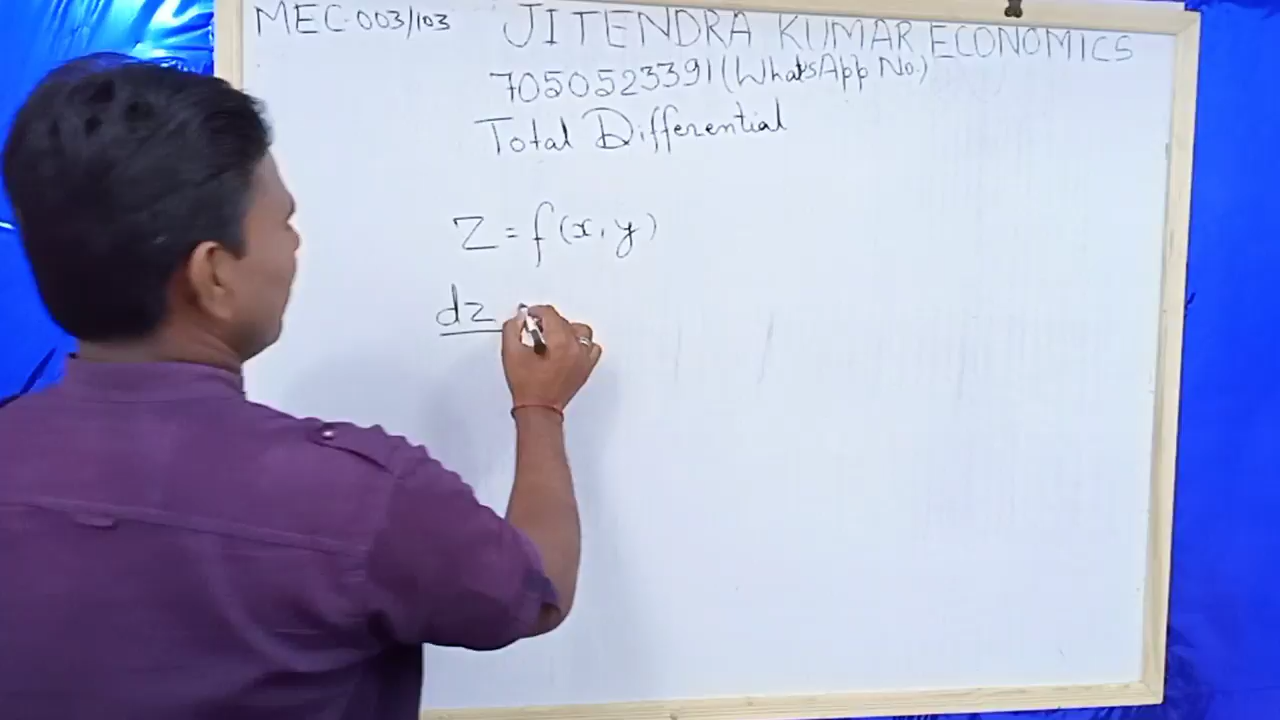 MEC-003/103
JITENDRA KUMAR ECONOMICS
7050523391 (WhatsApp No.)
Total Differential
Z = f(x, y)
dz